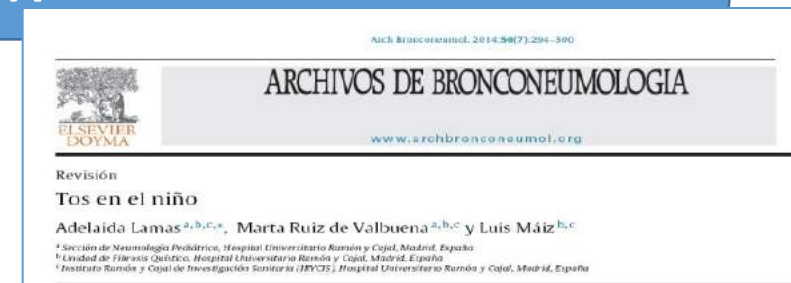 Arch Bronconeumol. 2014;50(7):294–300
ARCHIVOS DE BRONCONEUMOLOGIA
ELSEVIER
DOYMA
www.archbronconeumol.org
Revisión
Tos en el niño
Adelaida Lamas a,b,c,*, Marta Ruiz de Valbuena a,b,c y Luis Máiz b,c
a Sección de Neumología Pediátrica, Hospital Universitario Ramón y Cajal, Madrid, España
b Unidad de Fibrosis Quística, Hospital Universitario Ramón y Cajal, Madrid, España
c Instituto Ramón y Cajal de Investigación Sanitaria (IRYCIS), Hospital Universitario Ramón y Cajal, Madrid, España